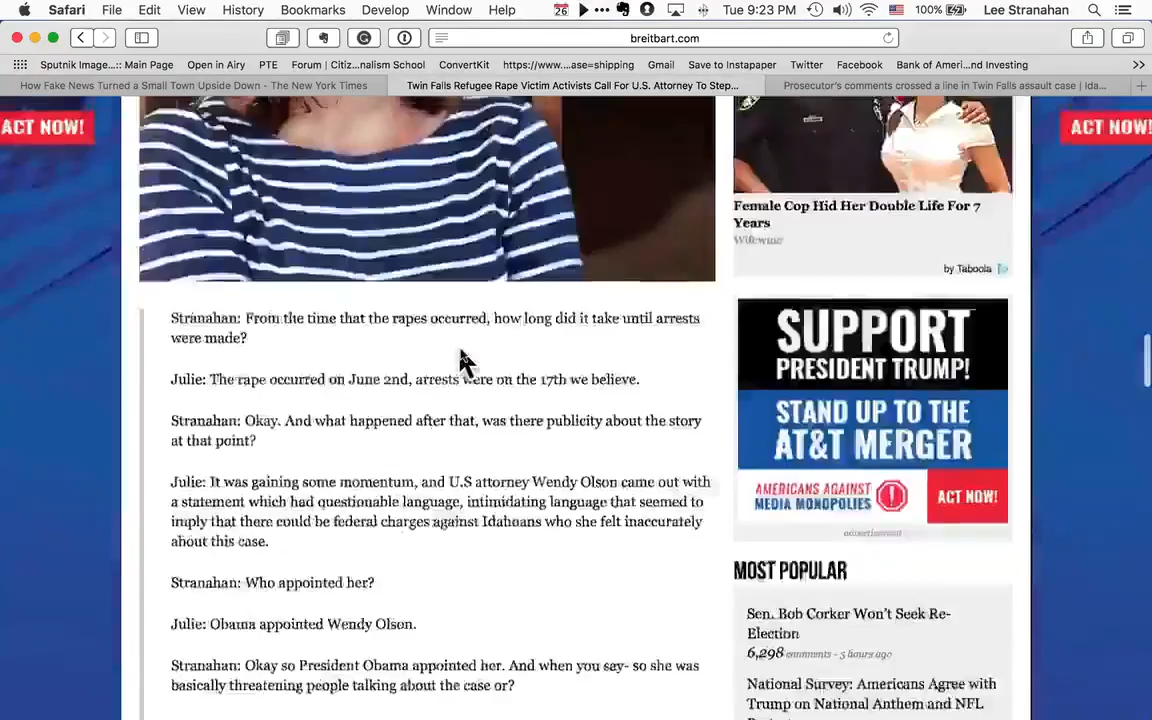 Safari File Edit View History Bookmarks Develop Window Help 26 Tue 9:23 PM 100% Lee Stranahan
breitbart.com
Sputnik Image...:: Main Page Open in Airy PTE Forum | Citiz...nalism School ConvertKit https://www....ase=shipping Gmail Save to Instapaper Twitter Facebook Bank of Ameri...nd Investing
How Fake News Turned a Small Town Upside Down - The New York Times Twin Falls Refugee Rape Victim Activists Call For U.S. Attorney To Step... Prosecutor's comments crossed a line in Twin Falls assault case | Ida...
ACT NOW!
ACT NOW!
Female Cop Hid Her Double Life For 7
Years
Wifewine
by Taboola
Stranahan: From the time that the rapes occurred, how long did it take until arrests
were made?
Julie: The rape occurred on June 2nd, arrests were on the 17th we believe.
Stranahan: Okay. And what happened after that, was there publicity about the story
at that point?
Julie: It was gaining some momentum, and U.S attorney Wendy Olson came out with
a statement which had questionable language, intimidating language that seemed to
imply that there could be federal charges against Idahoans who she felt inaccurately
about this case.
Stranahan: Who appointed her?
Julie: Obama appointed Wendy Olson.
Stranahan: Okay so President Obama appointed her. And when you say- so she was
basically threatening people talking about the case or?
SUPPORT
PRESIDENT TRUMP!
STAND UP TO THE
AT&T MERGER
AMERICANS AGAINST
MEDIA MONOPOLIES
ACT NOW!
advertisement
MOST POPULAR
Sen. Bob Corker Won't Seek Re-
Election
6,298 comments - 5 hours ago
National Survey: Americans Agree with
Trump on National Anthem and NFL